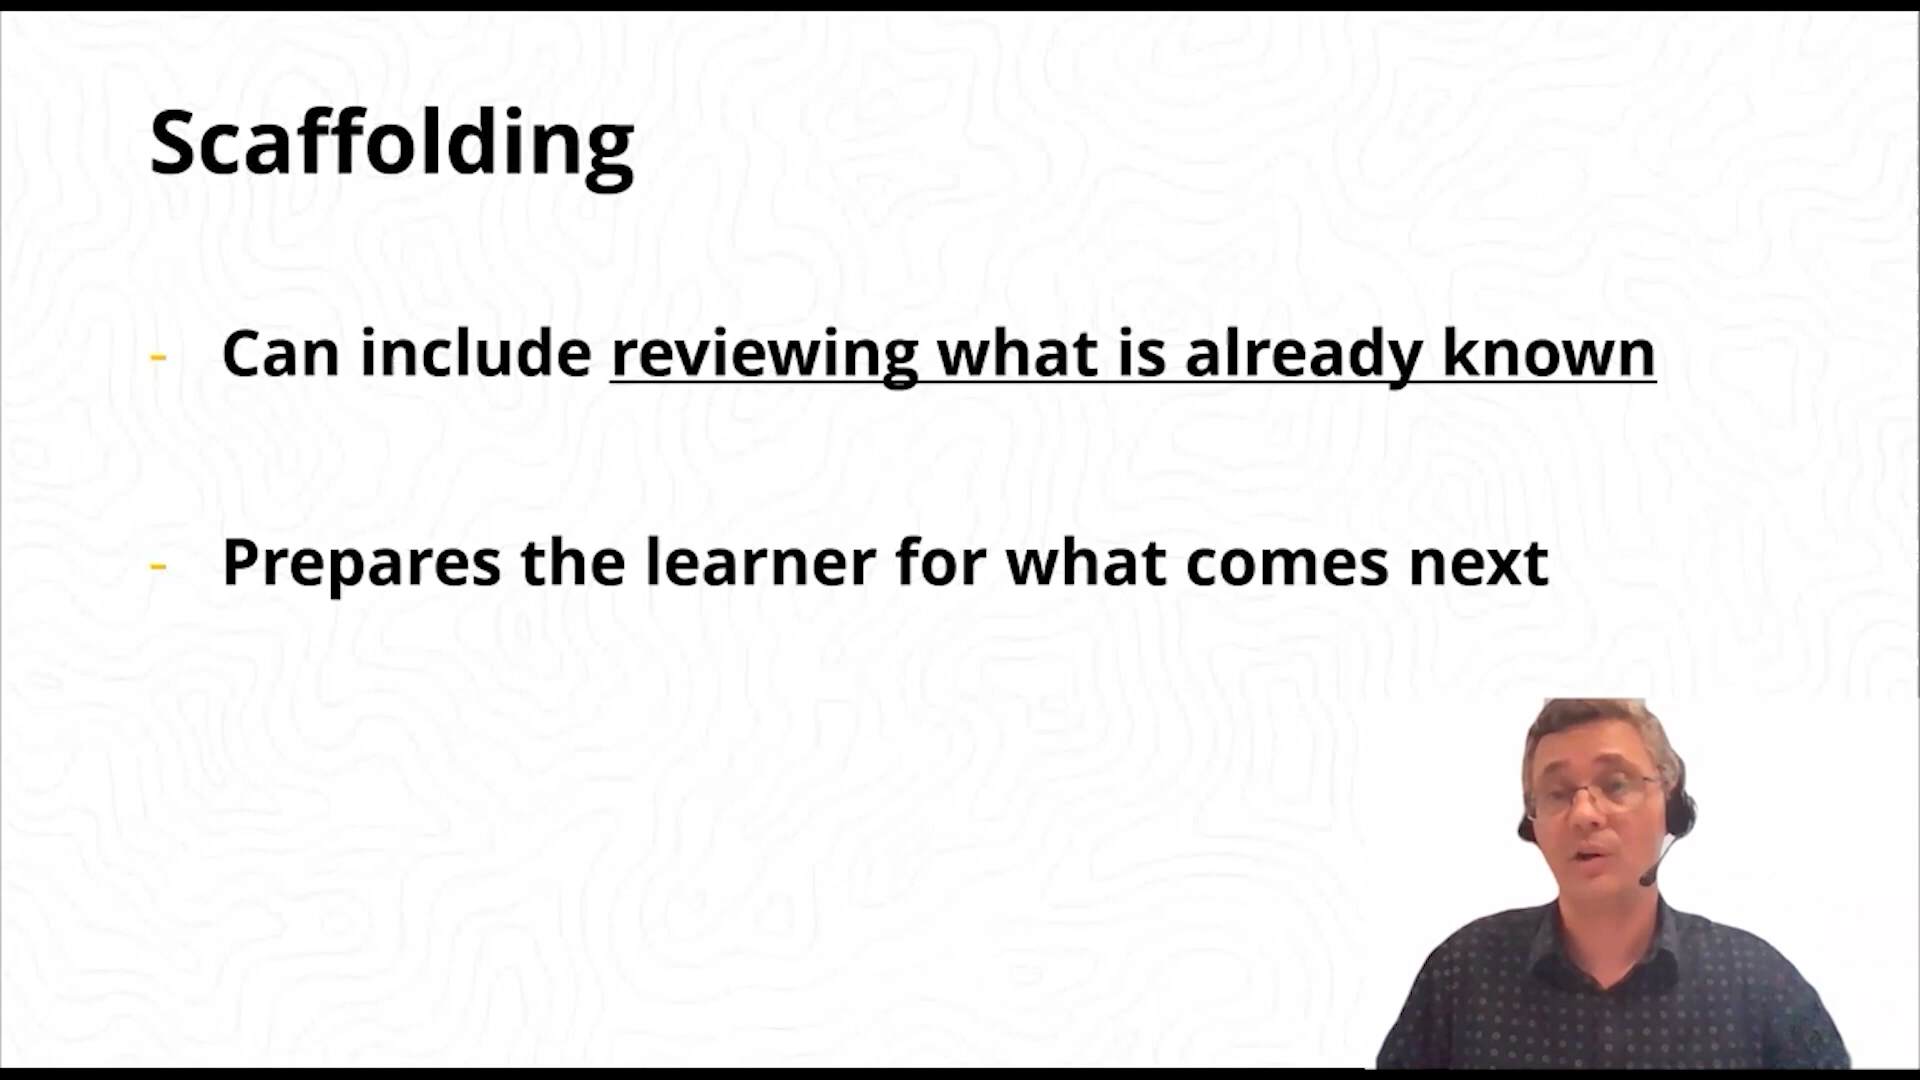 Scaffolding
- Can include reviewing what is already known
- Prepares the learner for what comes next